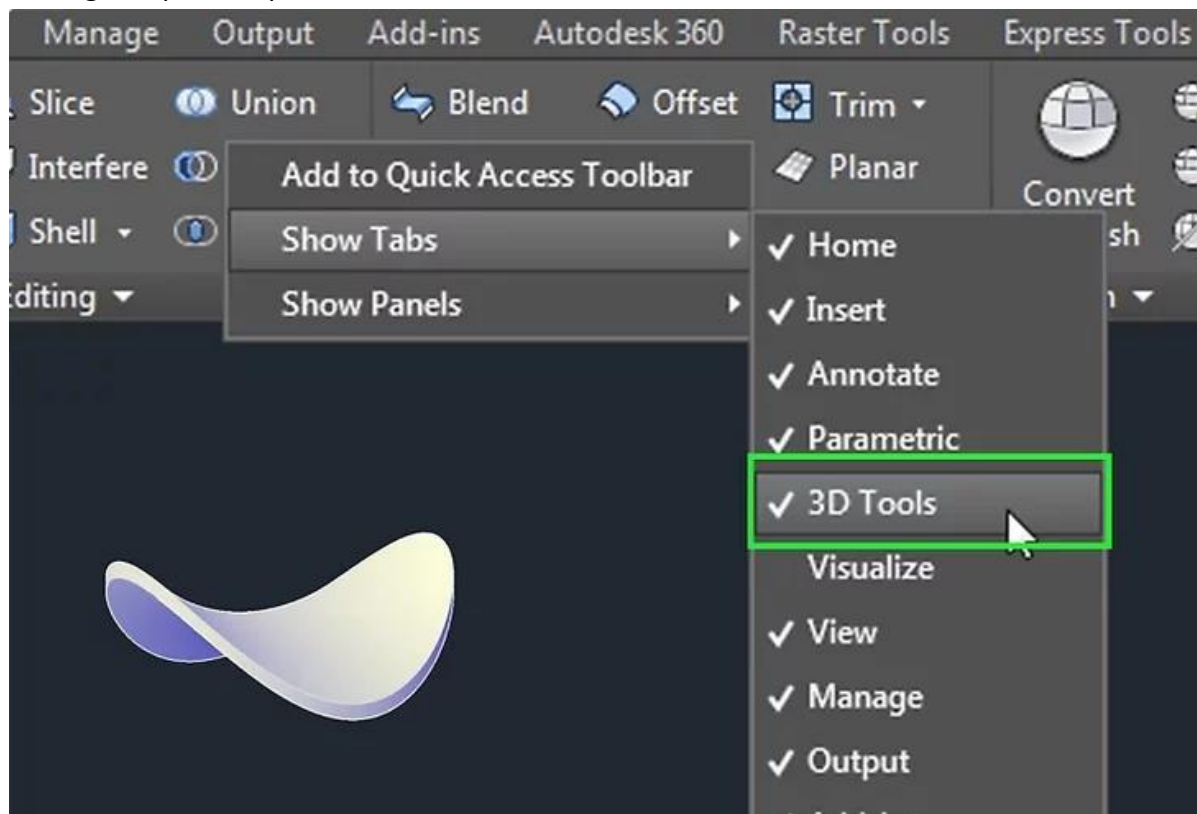 Manage Output Add-ins Autodesk 360 Raster Tools Express Tools
Slice Union Blend Offset Trim
Interfere Add to Quick Access Toolbar Planar Convert
Shell Show Tabs Home sh
diting Show Panels Insert
Annotate
Parametric
3D Tools
Visualize
View
Manage
Output